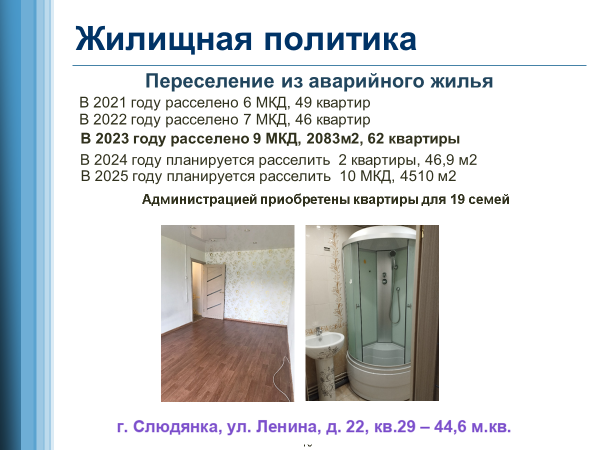 Жилищная политика
Переселение из аварийного жилья
В 2021 году расселено 6 МКД, 49 квартир
В 2022 году расселено 7 МКД, 46 квартир
В 2023 году расселено 9 МКД, 2083м2, 62 квартиры
В 2024 году планируется расселить 2 квартиры, 46,9 м2
В 2025 году планируется расселить 10 МКД, 4510 м2
Администрацией приобретены квартиры для 19 семей
г. Слюдянка, ул. Ленина, д. 22, кв.29 – 44,6 м.кв.